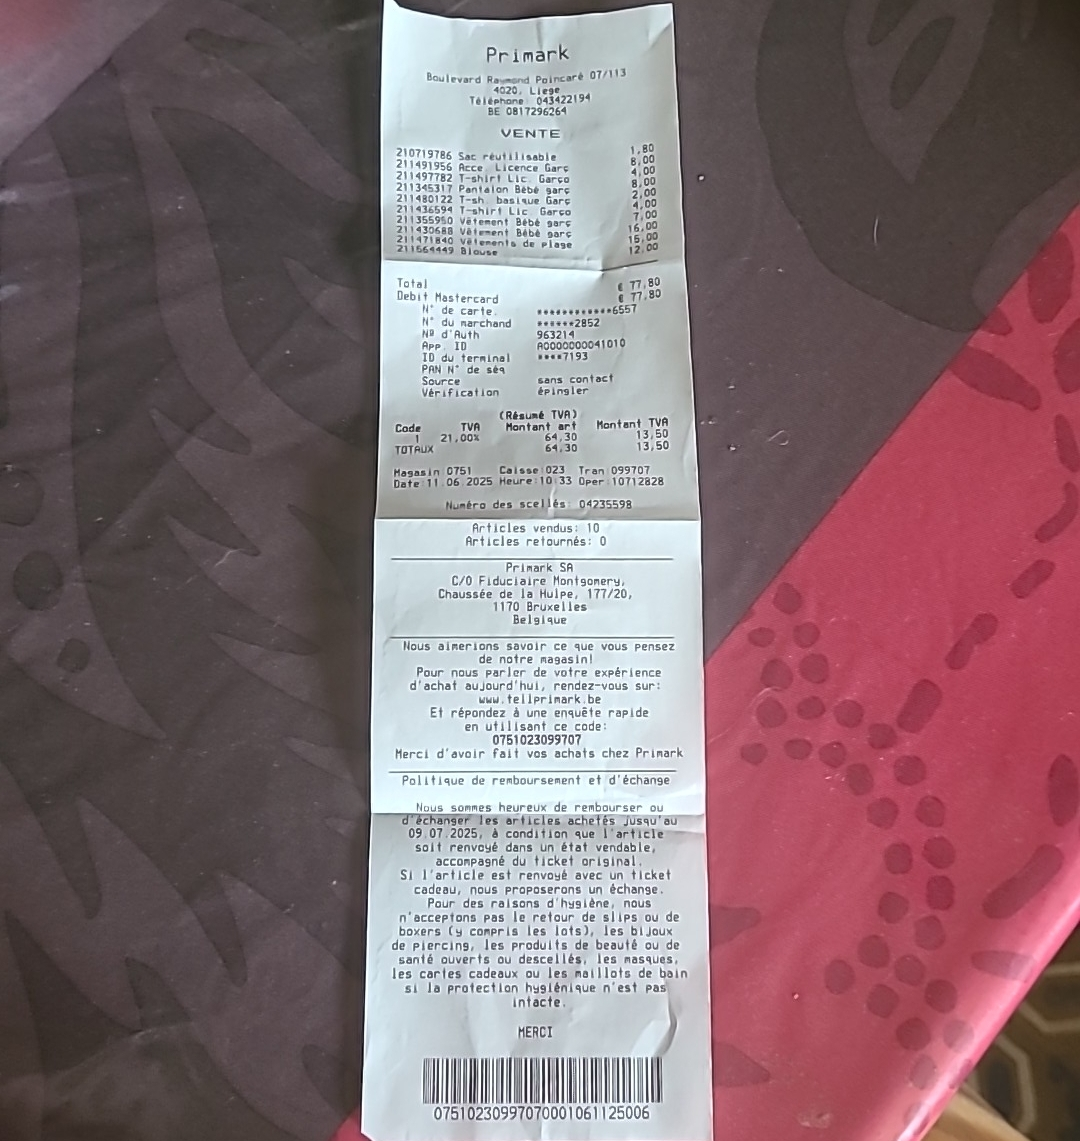 Primark
Boulevard Raymond Poincaré 07/113
4020, Liege
Téléphone: 043422194
BE 0817296264
VENTE
210719786 Sac réutilisable 1,80
211491956 Acce. Licence Garç 8,00
211497782 T-shirt Lic. Garço 4,00
211345317 Pantalon Bébé garç 8,00
211480122 T-sh. basique Garç 2,00
211436594 T-shirt Lic. Garço 4,00
211355950 Vêtement Bébé garç 7,00
211430688 Vêtement Bébé garç 16,00
211471840 Vêtements de plage 15,00
211564449 Blouse 12,00
Total € 77,80
Debit Mastercard € 77,80
N° de carte. ************6557
N° du marchand ******2852
Nº d'Auth 963214
App. ID A0000000041010
ID du terminal ****7193
PAN N° de séq
Source sans contact
Vérification épingler
(Résumé TVA)
Code TVA Montant art Montant TVA
1 21,00% 64,30 13,50
TOTAUX 64,30 13,50
Magasin:0751 Caisse:023 Tran:099707
Date:11.06.2025 Heure:10:33 Oper:10712828
Numéro des scellés: 04235598
Articles vendus: 10
Articles retournés: 0
Primark SA
C/O Fiduciaire Montgomery,
Chaussée de la Hulpe, 177/20,
1170 Bruxelles
Belgique
Nous aimerions savoir ce que vous pensez
de notre magasin!
Pour nous parler de votre expérience
d'achat aujourd'hui, rendez-vous sur:
www.tellprimark.be
Et répondez à une enquête rapide
en utilisant ce code:
0751023099707
Merci d'avoir fait vos achats chez Primark
Politique de remboursement et d'échange
Nous sommes heureux de rembourser ou
d'échanger les articles achetés jusqu'au
09.07.2025, à condition que l'article
soit renvoyé dans un état vendable,
accompagné du ticket original.
Si l'article est renvoyé avec un ticket
cadeau, nous proposerons un échange.
Pour des raisons d'hygiène, nous
n'acceptons pas le retour de slips ou de
boxers (y compris les lots), les bijoux
de piercing, les produits de beauté ou de
santé ouverts ou descellés, les masques,
les cartes cadeaux ou les maillots de bain
si la protection hygiénique n'est pas
intacte.
MERCI
07510230997070001061125006